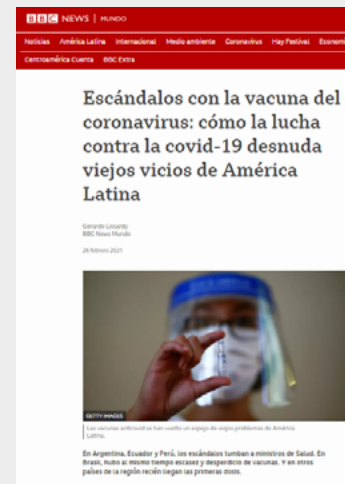 BBC NEWS | MUNDO
Noticias América Latina Internacional Medio ambiente Coronavirus Hay Festival Econom
Centroamérica Cuenta BBC Extra
Escándalos con la vacuna del
coronavirus: cómo la lucha
contra la covid-19 desnuda
viejos vicios de América
Latina
Gerardo Lissardy
BBC News Mundo
26 febrero 2021
GETTY IMAGES
Las vacunas anticovid se han vuelto un espejo de viejos problemas de América
Latina.
En Argentina, Ecuador y Perú, los escándalos tumban a ministros de Salud. En
Brasil, hubo al mismo tiempo escasez y desperdicio de vacunas. Y en otros
países de la región recién llegan las primeras dosis.